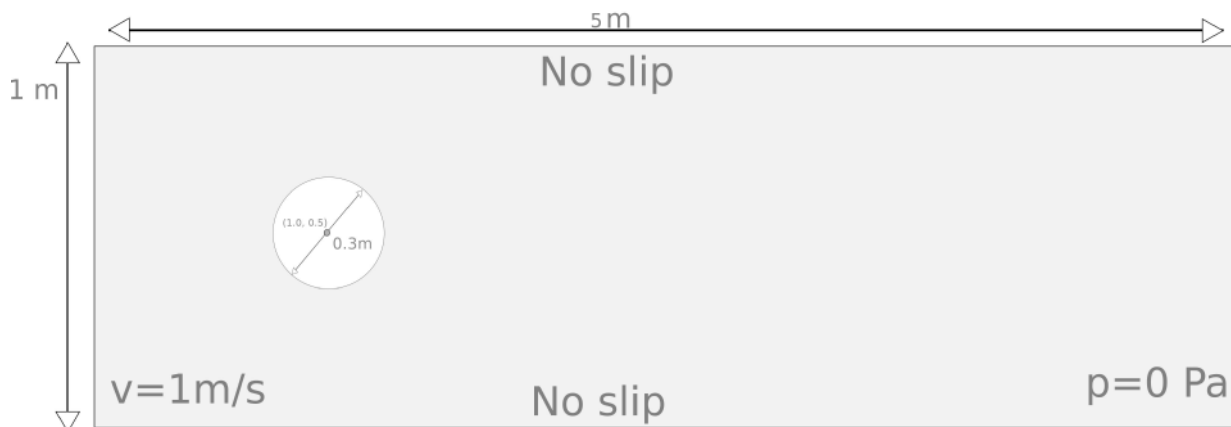 5 m
No slip
1 m
(1.0, 0.5)
0.3m
v=1m/s
No slip
p=0 Pa